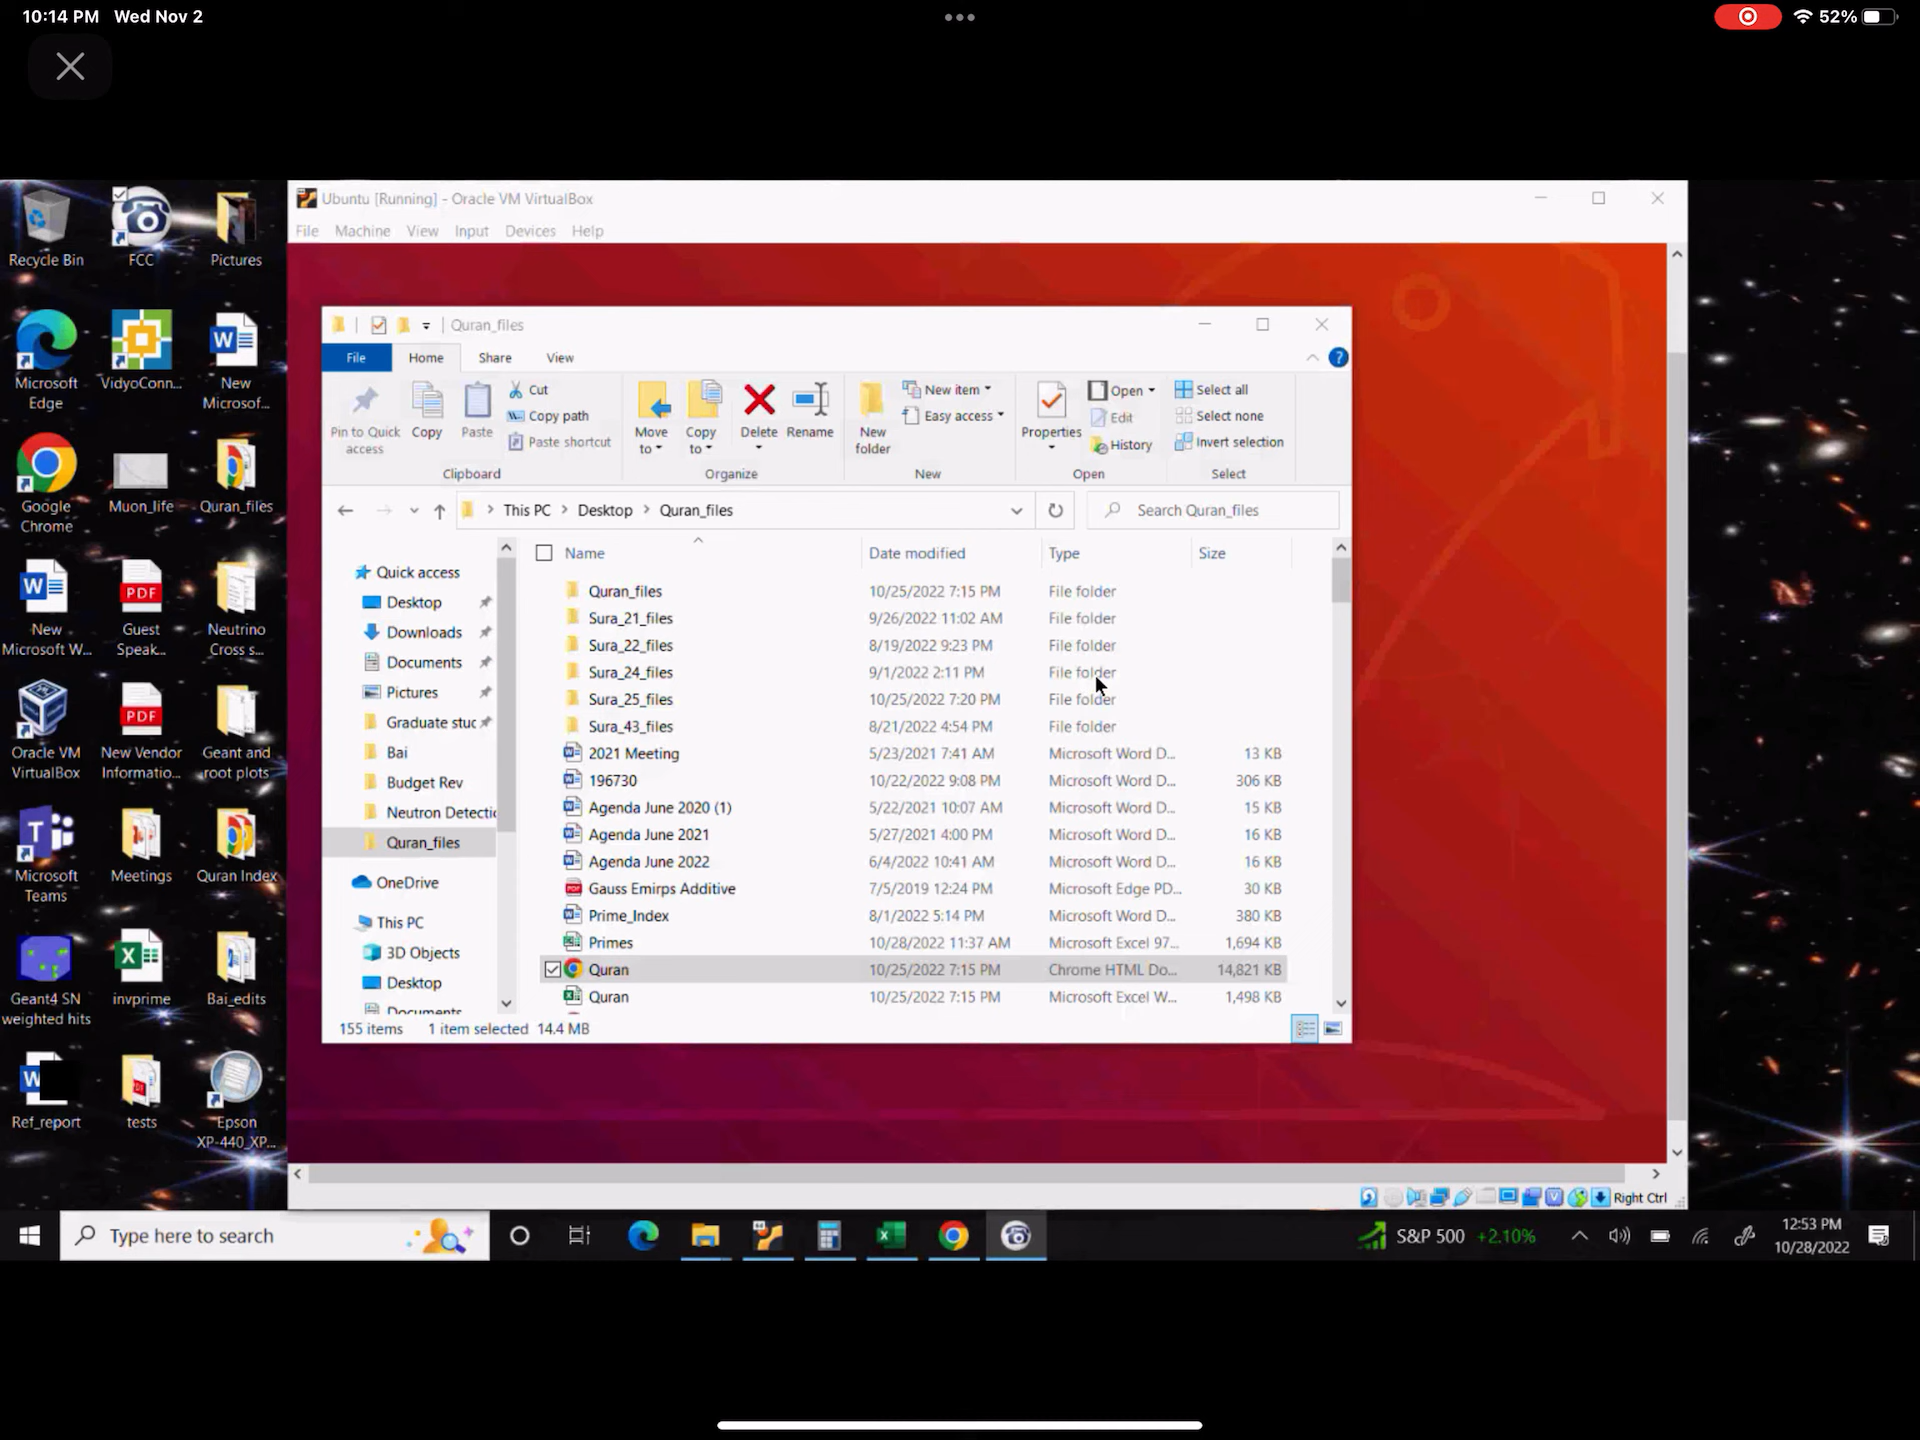 10:14 PM Wed Nov 2
52%
Ubuntu [Running] - Oracle VM VirtualBox
File Machine View Input Devices Help
Recycle Bin
FCC
Pictures
Microsoft Edge
VidyoConn...
New Microsof...
Google Chrome
Muon_life
Quran_files
New Microsoft W...
Guest Speak...
Neutrino Cross s...
Oracle VM VirtualBox
New Vendor Informatio...
Geant and root plots
Microsoft Teams
Meetings
Quran Index
Geant4 SN weighted hits
invprime
Bai_edits
Ref_report
tests
Epson XP-440_XP...
Quran_files
File Home Share View
Pin to Quick access
Copy
Paste
Cut
Copy path
Paste shortcut
Clipboard
Move to
Copy to
Delete
Rename
Organize
New folder
New item
Easy access
New
Properties
Open
Edit
History
Open
Select all
Select none
Invert selection
Select
This PC > Desktop > Quran_files
Search Quran_files
Quick access
Desktop
Downloads
Documents
Pictures
Graduate stuc
Bai
Budget Rev
Neutron Detectic
Quran_files
OneDrive
This PC
3D Objects
Desktop
Documents
Name Date modified Type Size
Quran_files 10/25/2022 7:15 PM File folder
Sura_21_files 9/26/2022 11:02 AM File folder
Sura_22_files 8/19/2022 9:23 PM File folder
Sura_24_files 9/1/2022 2:11 PM File folder
Sura_25_files 10/25/2022 7:20 PM File folder
Sura_43_files 8/21/2022 4:54 PM File folder
2021 Meeting 5/23/2021 7:41 AM Microsoft Word D... 13 KB
196730 10/22/2022 9:08 PM Microsoft Word D... 306 KB
Agenda June 2020 (1) 5/22/2021 10:07 AM Microsoft Word D... 15 KB
Agenda June 2021 5/27/2021 4:00 PM Microsoft Word D... 16 KB
Agenda June 2022 6/4/2022 10:41 AM Microsoft Word D... 16 KB
Gauss Emirps Additive 7/5/2019 12:24 PM Microsoft Edge PD... 30 KB
Prime_Index 8/1/2022 5:14 PM Microsoft Word D... 380 KB
Primes 10/28/2022 11:37 AM Microsoft Excel 97... 1,694 KB
Quran 10/25/2022 7:15 PM Chrome HTML Do... 14,821 KB
Quran 10/25/2022 7:15 PM Microsoft Excel W... 1,498 KB
155 items 1 item selected 14.4 MB
Right Ctrl
Type here to search
S&P 500 +2.10%
12:53 PM
10/28/2022